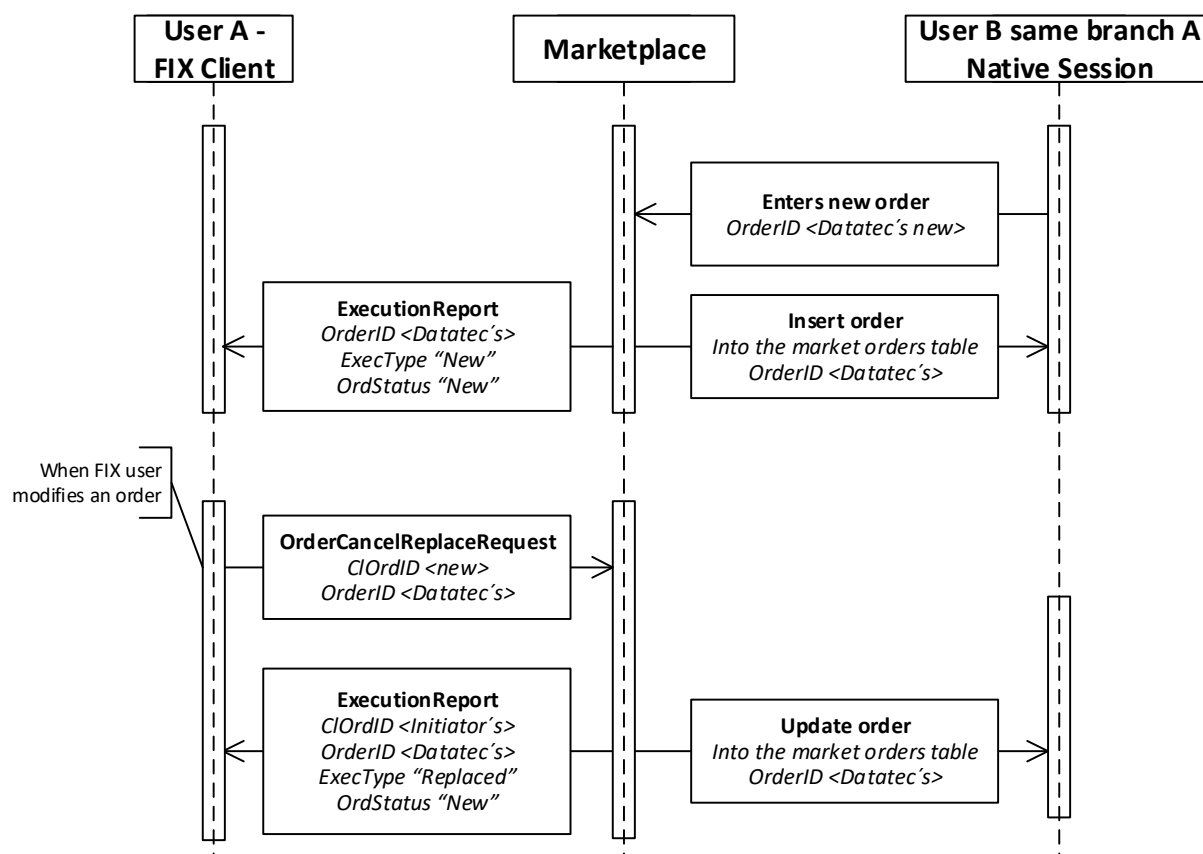 User A -
FIX Client
Marketplace
User B same branch A
Native Session
Enters new order
OrderID <Datatec´s new>
ExecutionReport
OrderID <Datatec´s>
ExecType “New”
OrdStatus “New”
Insert order
Into the market orders table
OrderID <Datatec´s>
When FIX user
modifies an order
OrderCancelReplaceRequest
ClOrdID <new>
OrderID <Datatec´s>
ExecutionReport
ClOrdID <Initiator´s>
OrderID <Datatec´s>
ExecType “Replaced”
OrdStatus “New”
Update order
Into the market orders table
OrderID <Datatec´s>